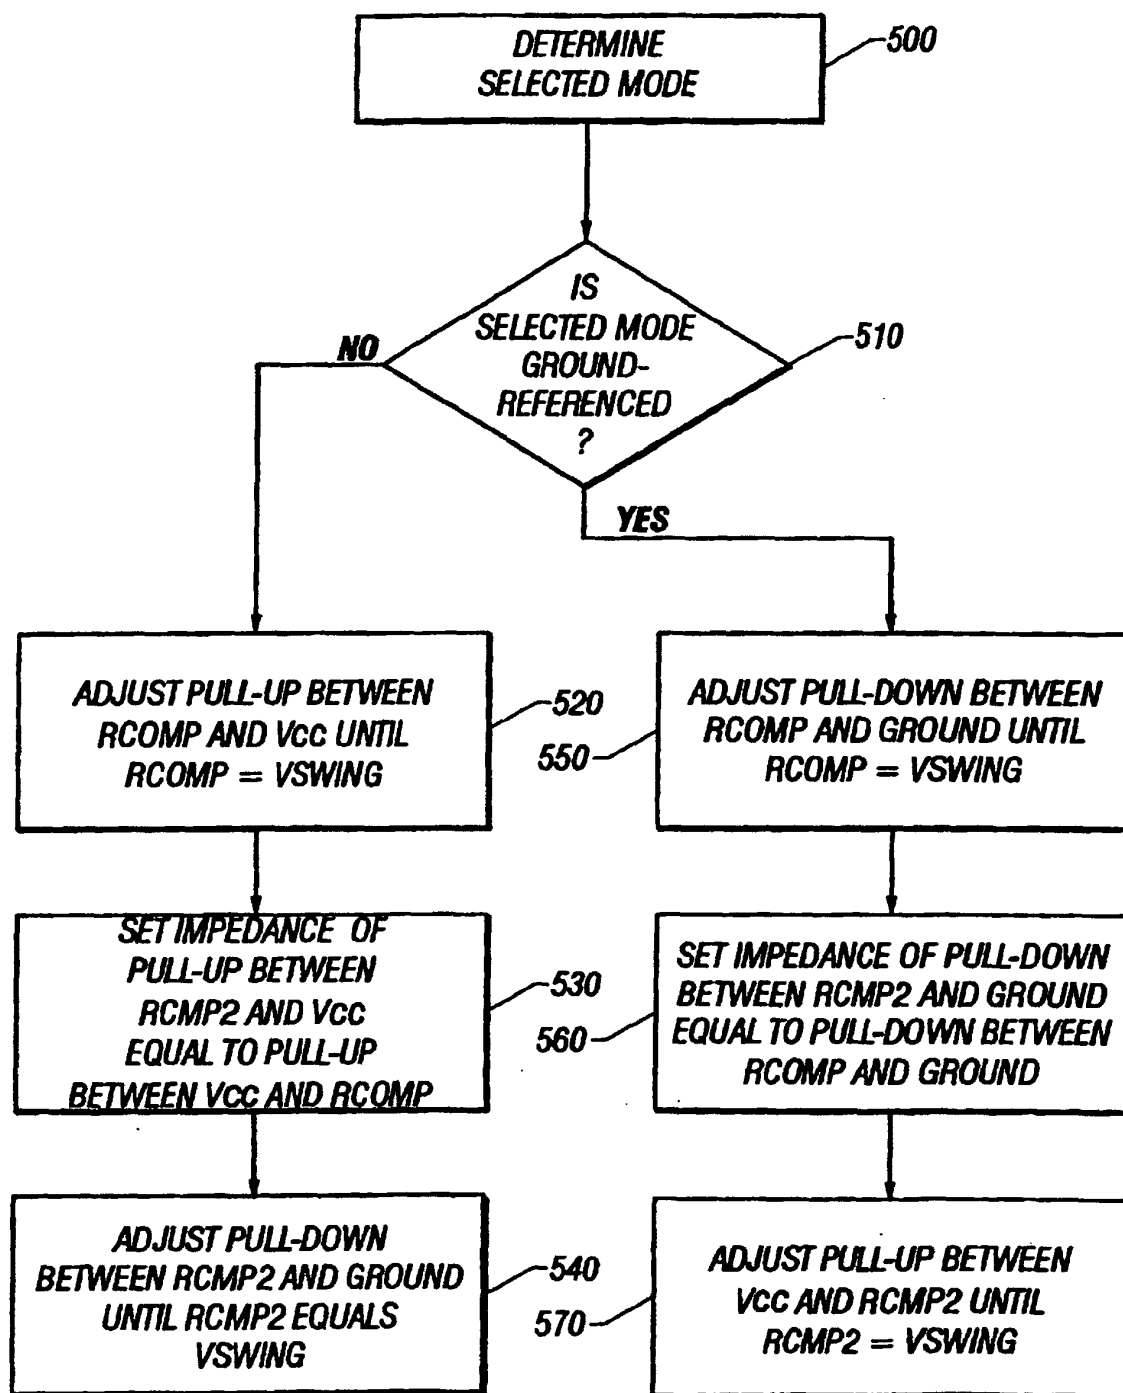 DETERMINE
SELECTED MODE
500
IS
SELECTED MODE
GROUND-
REFERENCED
?
510
NO
YES
ADJUST PULL-UP BETWEEN
RCOMP AND VCC UNTIL
RCOMP = VSWING
520
550
ADJUST PULL-DOWN BETWEEN
RCOMP AND GROUND UNTIL
RCOMP = VSWING
SET IMPEDANCE OF
PULL-UP BETWEEN
RCMP2 AND VCC
EQUAL TO PULL-UP
BETWEEN VCC AND RCOMP
530
560
SET IMPEDANCE OF PULL-DOWN
BETWEEN RCMP2 AND GROUND
EQUAL TO PULL-DOWN BETWEEN
RCOMP AND GROUND
ADJUST PULL-DOWN
BETWEEN RCMP2 AND GROUND
UNTIL RCMP2 EQUALS
VSWING
540
570
ADJUST PULL-UP BETWEEN
VCC AND RCMP2 UNTIL
RCMP2 = VSWING